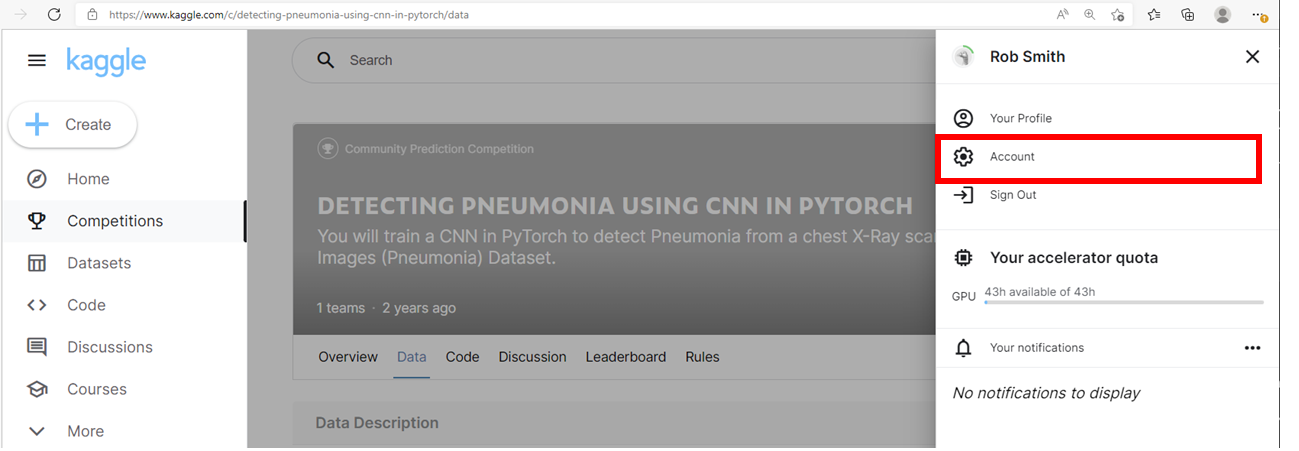 https://www.kaggle.com/c/detecting-pneumonia-using-cnn-in-pytorch/data
kaggle
Create
Home
Competitions
Datasets
Code
Discussions
Courses
More
Search
Community Prediction Competition
DETECTING PNEUMONIA USING CNN IN PYTORCH
You will train a CNN in PyTorch to detect Pneumonia from a chest X-Ray scan
Images (Pneumonia) Dataset.
1 teams · 2 years ago
Overview Data Code Discussion Leaderboard Rules
Data Description
Rob Smith
Your Profile
Account
Sign Out
Your accelerator quota
GPU 43h available of 43h
Your notifications
No notifications to display